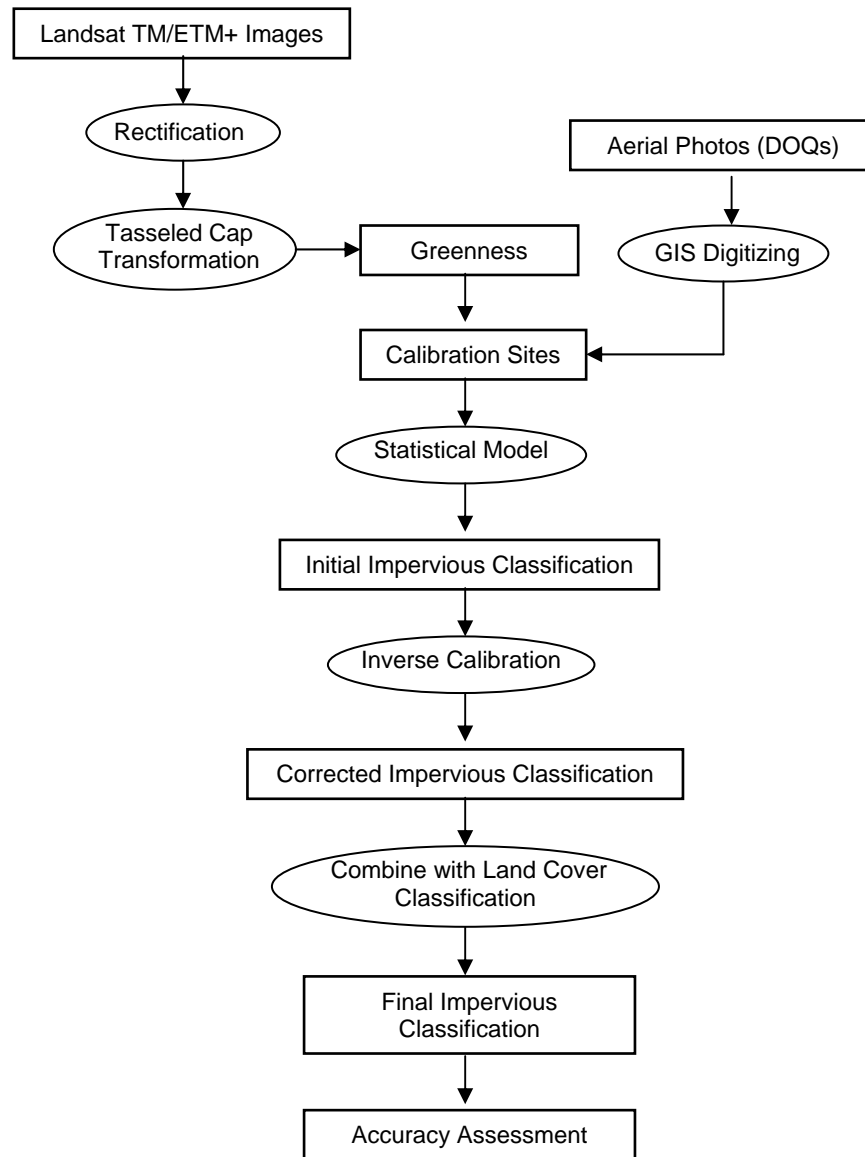 Landsat TM/ETM+ Images
Rectification
Aerial Photos (DOQs)
Tasseled Cap
Transformation
Greenness
GIS Digitizing
Calibration Sites
Statistical Model
Initial Impervious Classification
Inverse Calibration
Corrected Impervious Classification
Combine with Land Cover
Classification
Final Impervious
Classification
Accuracy Assessment